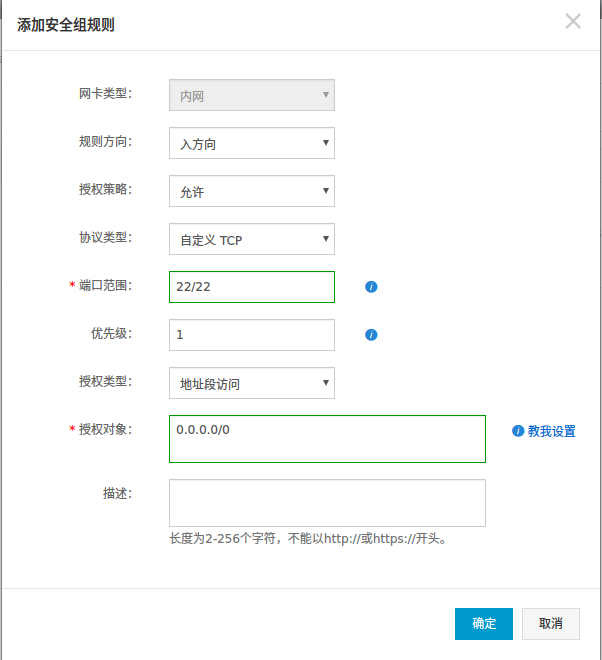 添加安全组规则
网卡类型： 内网
规则方向： 入方向
授权策略： 允许
协议类型： 自定义 TCP
* 端口范围： 22/22
优先级： 1
授权类型： 地址段访问
* 授权对象： 0.0.0.0/0 教我设置
描述：
长度为2-256个字符，不能以http://或https://开头。
确定 取消